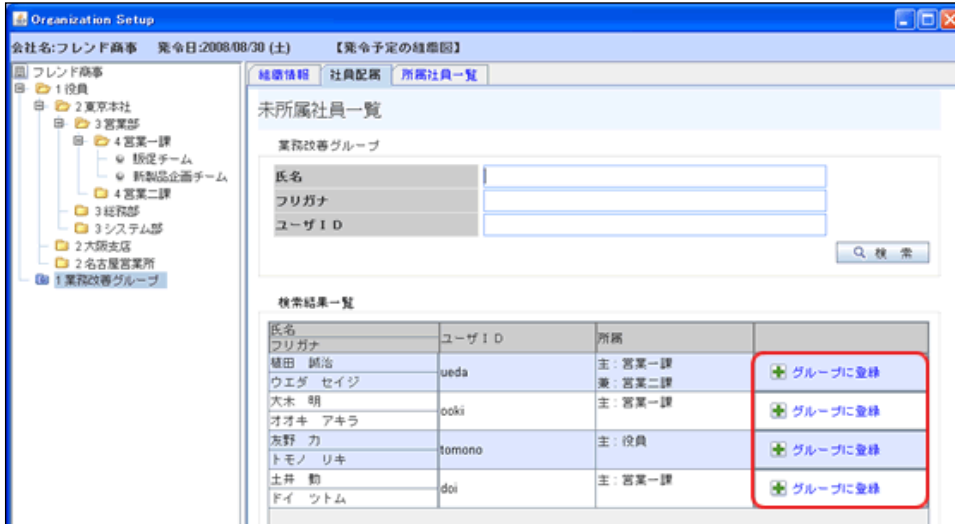 Organization Setup
会社名:フレンド商事 発令日:2008/08/30 (土) 【発令予定の組織図】
フレンド商事
1 役員
2 東京本社
3 営業部
4 営業一課
販促チーム
新製品企画チーム
4 営業二課
3 総務部
3 システム部
2 大阪支店
2 名古屋営業所
1 業務改善グループ
組織情報 社員配属 所属社員一覧
未所属社員一覧
業務改善グループ
氏名
フリガナ
ユーザID
検 索
検索結果一覧
氏名
フリガナ
ユーザID
所属
植田 誠治
ウエダ セイジ
ueda
主：営業一課
兼：営業二課
グループに登録
大木 明
オオキ アキラ
ooki
主：営業一課
グループに登録
友野 力
トモノ リキ
tomono
主：役員
グループに登録
土井 勤
ドイ ツトム
doi
主：営業一課
グループに登録